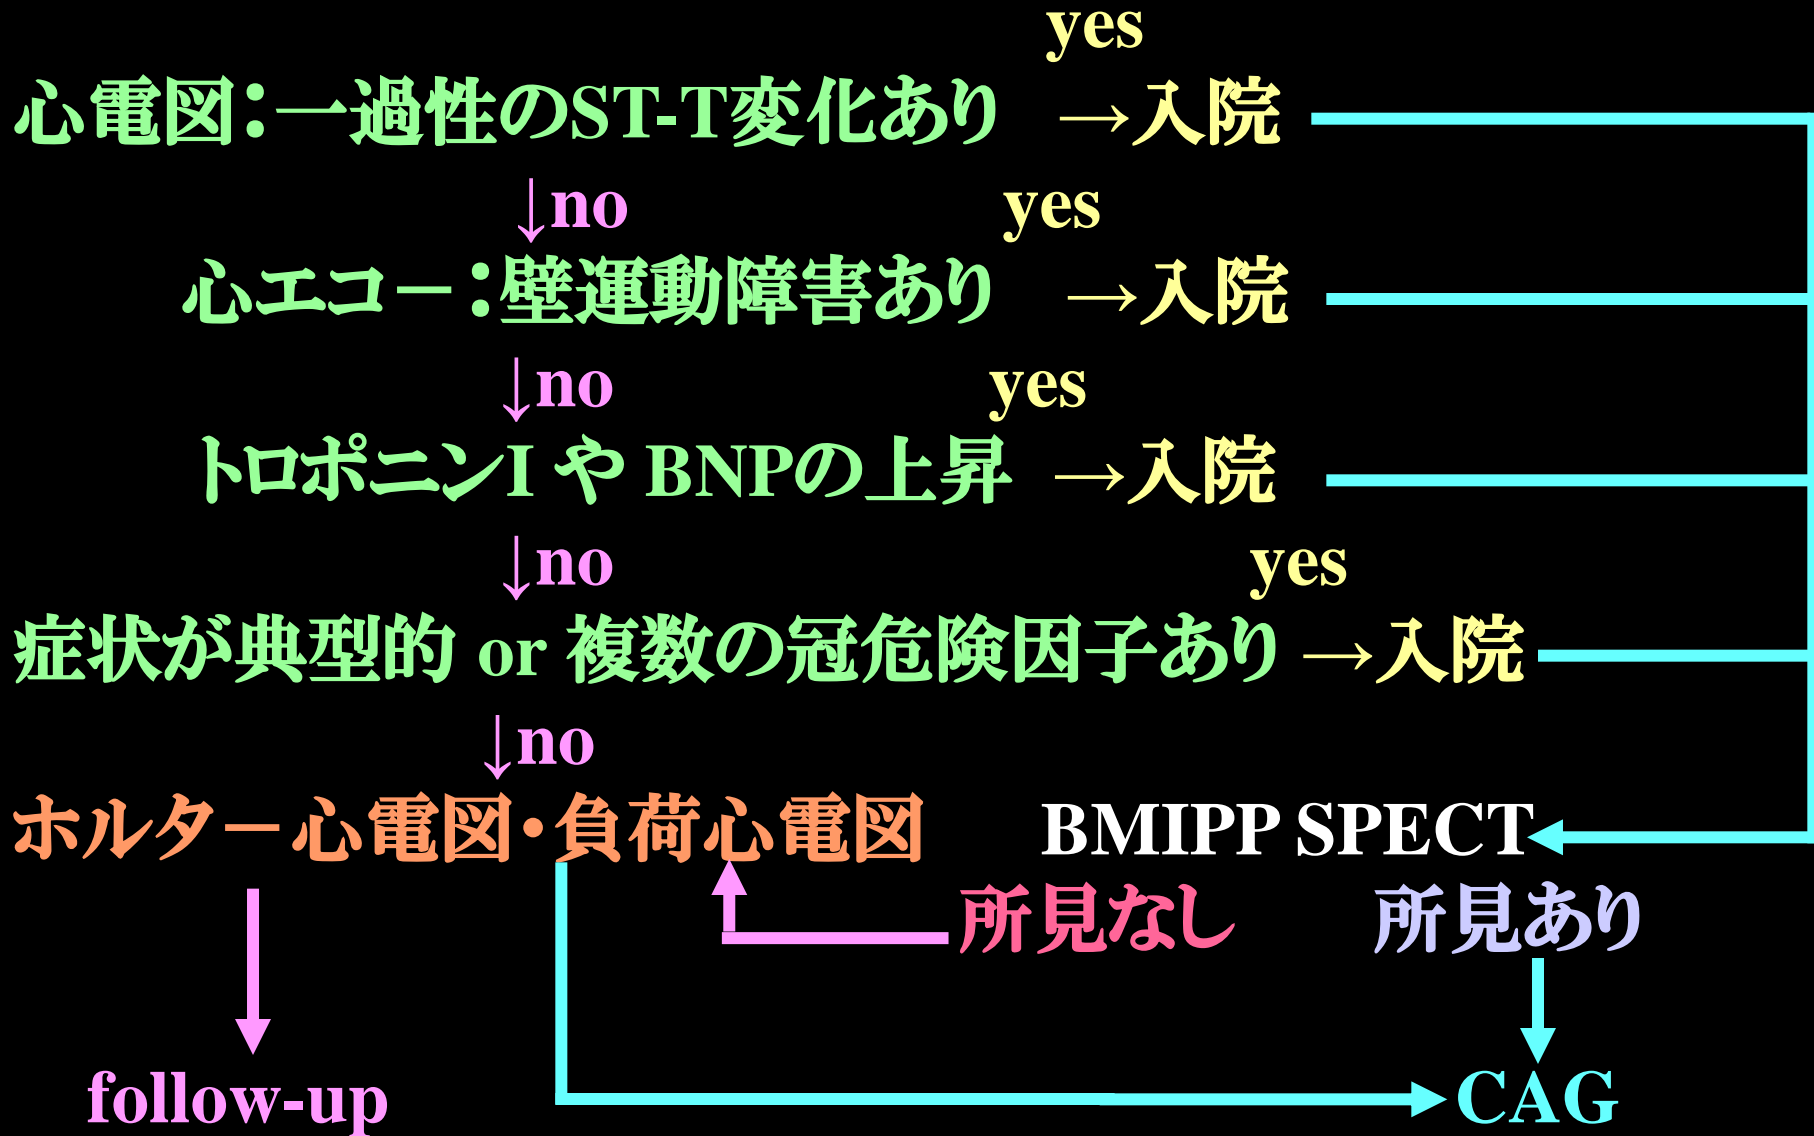 yes
心電図：一過性のST-T変化あり →入院
↓no yes
心エコー：壁運動障害あり →入院
↓no yes
トロポニンI や BNPの上昇 →入院
↓no yes
症状が典型的 or 複数の冠危険因子あり →入院
↓no
ホルター心電図・負荷心電図 BMIPP SPECT
所見なし 所見あり
follow-up CAG